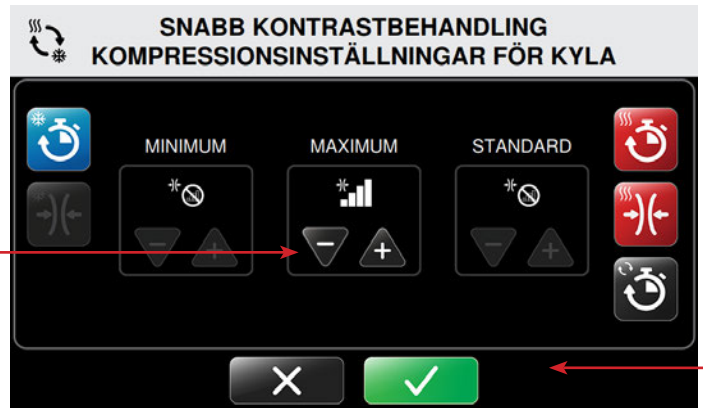 SNABB KONTRASTBEHANDLING
KOMPRESSIONSINSTÄLLNINGAR FÖR KYLA
MINIMUM
MAXIMUM
STANDARD